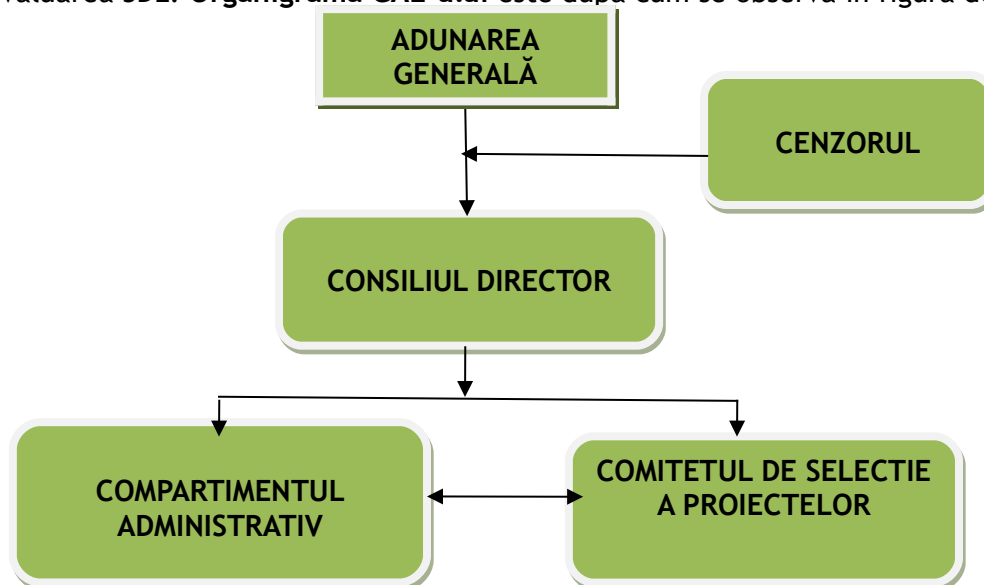 ADUNAREA
GENERALĂ
CENZORUL
CONSILIUL DIRECTOR
COMPARTIMENTUL
ADMINISTRATIV
COMITETUL DE SELECTIE
A PROIECTELOR